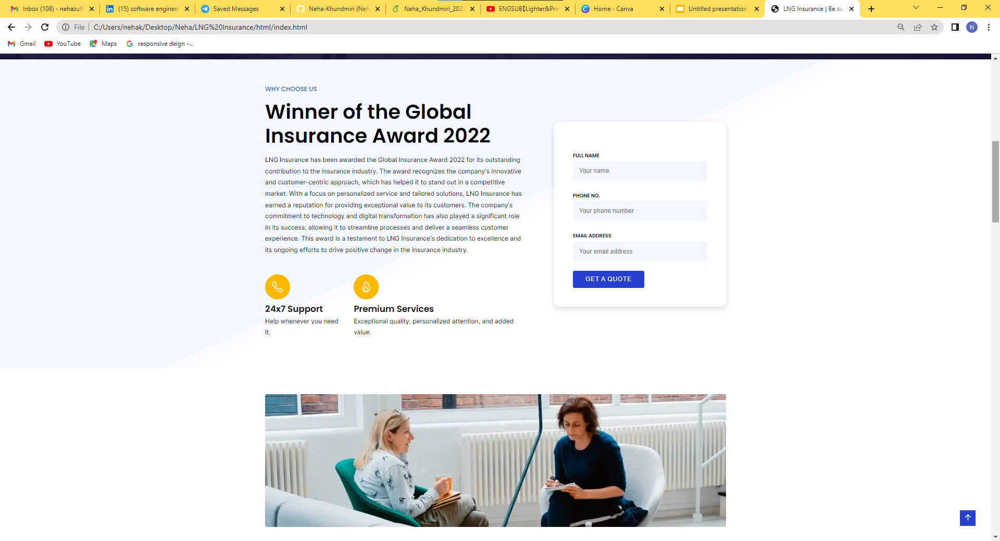 Inbox (108) - nehazulfi
(15) software engineer
Saved Messages
Neha-Khundmiri (Neh
Neha_Khundmiri_2023
ENGSUB【Lighter&Prin
Home - Canva
Untitled presentation
LNG Insurance | Be su
File
C:/Users/nehak/Desktop/Neha/LNG%20Insurance/html/index.html
N
Gmail
YouTube
Maps
responsive deign -...
WHY CHOOSE US
Winner of the Global
Insurance Award 2022
LNG Insurance has been awarded the Global Insurance Award 2022 for its outstanding
contribution to the insurance industry. The award recognizes the company's innovative
and customer-centric approach, which has helped it to stand out in a competitive
market. With a focus on personalized service and tailored solutions, LNG Insurance has
earned a reputation for providing exceptional value to its customers. The company's
commitment to technology and digital transformation has also played a significant role
in its success, allowing it to streamline processes and deliver a seamless customer
experience. This award is a testament to LNG Insurance's dedication to excellence and
its ongoing efforts to drive positive change in the insurance industry.
24x7 Support
Help whenever you need
it.
Premium Services
Exceptional quality, personalized attention, and added
value.
FULL NAME
Your name
PHONE NO.
Your phone number
EMAIL ADDRESS
Your email address
GET A QUOTE